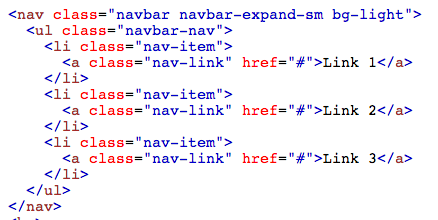 <nav class="navbar navbar-expand-sm bg-light">
  <ul class="navbar-nav">
    <li class="nav-item">
      <a class="nav-link" href="#">Link 1</a>
    </li>
    <li class="nav-item">
      <a class="nav-link" href="#">Link 2</a>
    </li>
    <li class="nav-item">
      <a class="nav-link" href="#">Link 3</a>
    </li>
  </ul>
</nav>